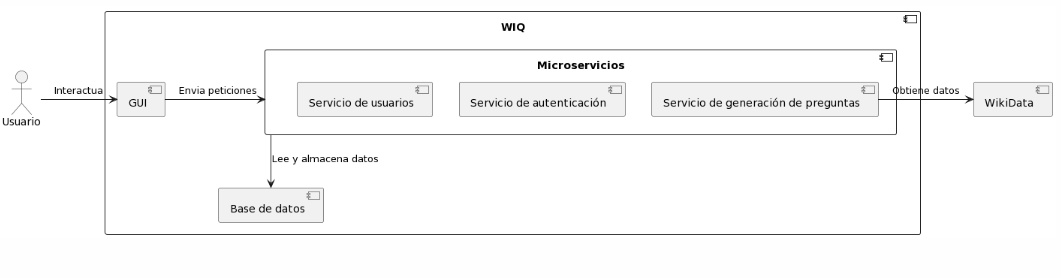 WIQ
Microservicios
Usuario
Interactua
GUI
Envia peticiones
Servicio de usuarios
Servicio de autenticación
Servicio de generación de preguntas
Obtiene datos
WikiData
Lee y almacena datos
Base de datos